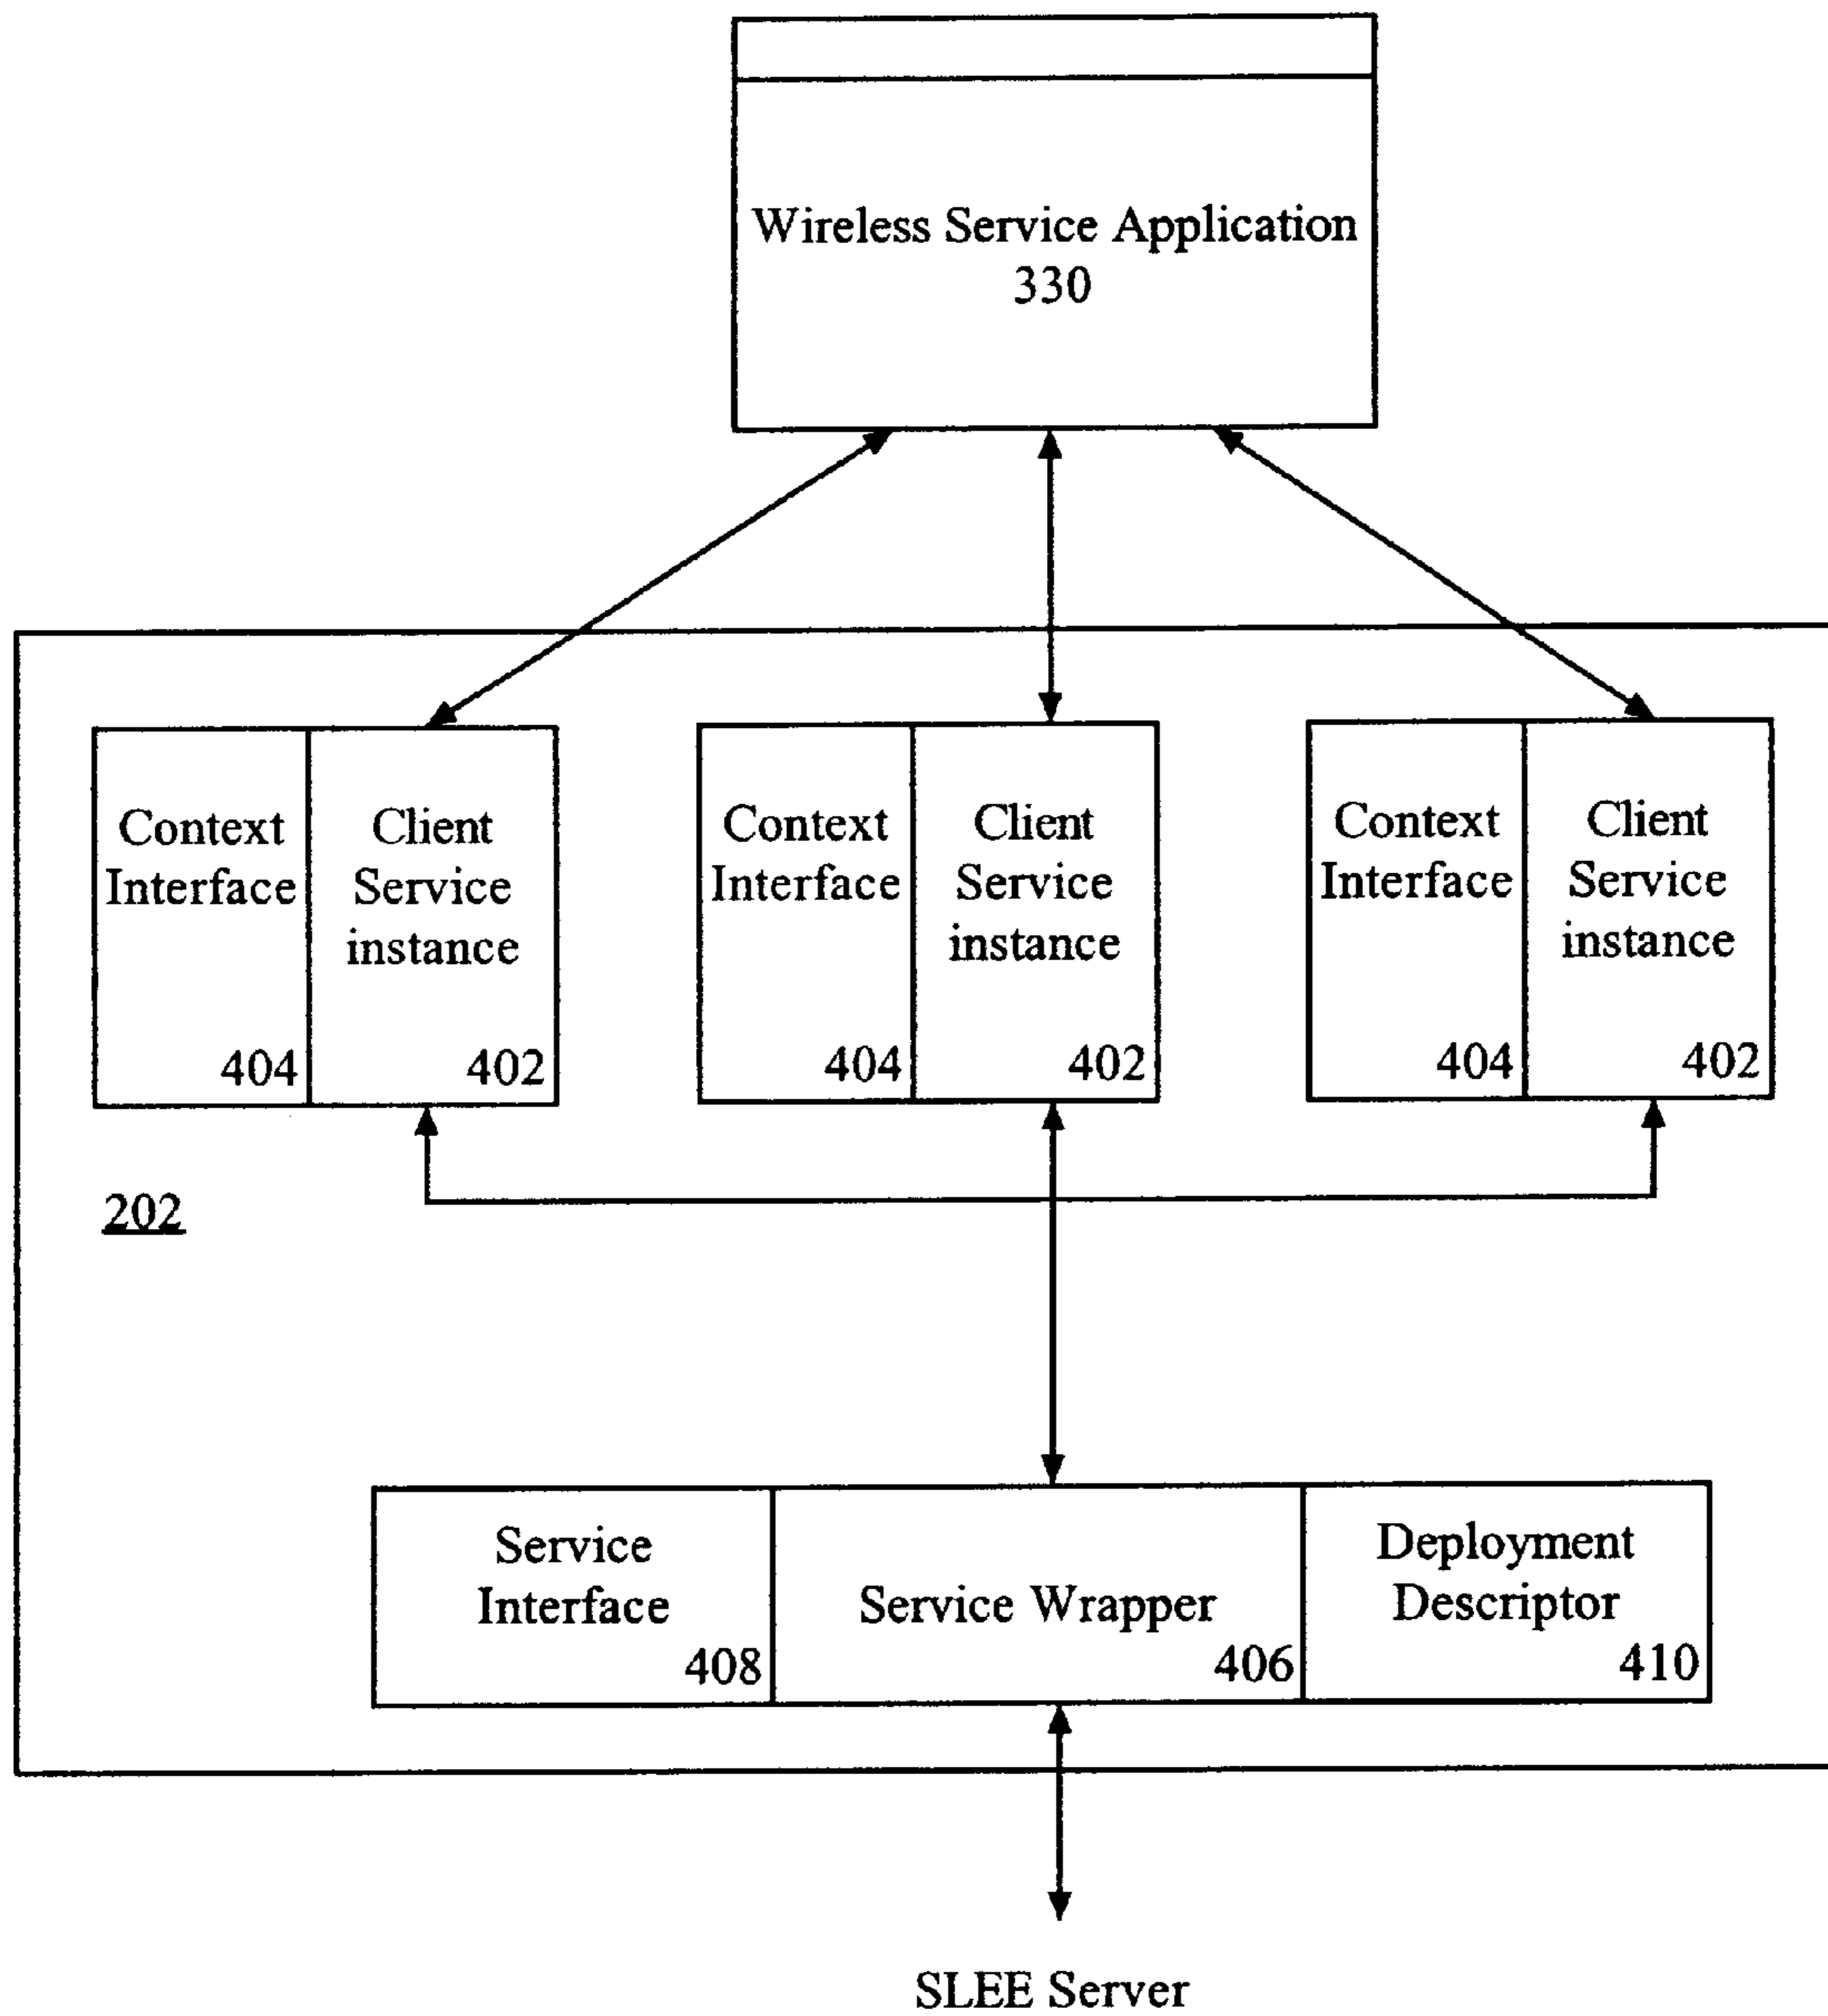 Wireless Service Application
330
Context
Interface
404
Client
Service
instance
402
Context
Interface
404
Client
Service
instance
402
Context
Interface
404
Client
Service
instance
402
202
Service
Interface
408
Service Wrapper
406
Deployment
Descriptor
410
SLEE Server